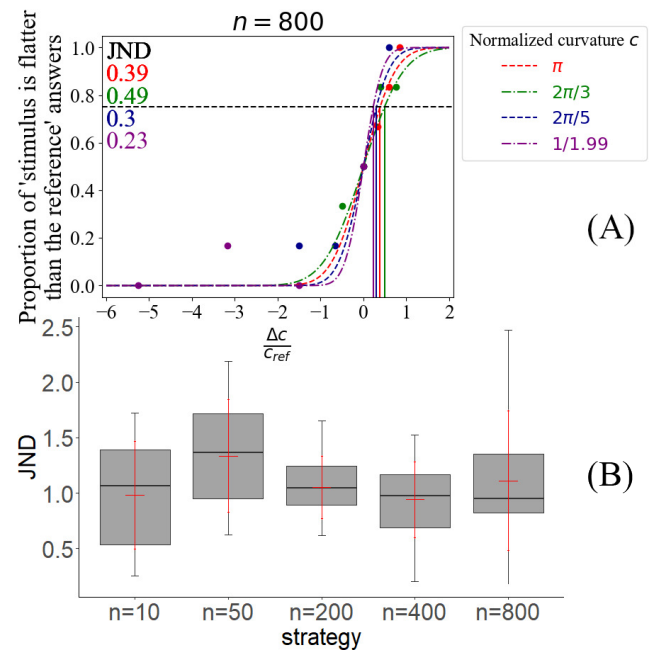 n = 800
Proportion of 'stimulus is flatter
than the reference' answers
1.0
0.8
0.6
0.4
0.2
0.0
JND
0.39
0.49
0.3
0.23
−6 −5 −4 −3 −2 −1 0 1 2
Δc
c_ref
Normalized curvature c
π
2π/3
2π/5
1/1.99
(A)
JND
2.5
2.0
1.5
1.0
0.5
n=10 n=50 n=200 n=400 n=800
strategy
(B)